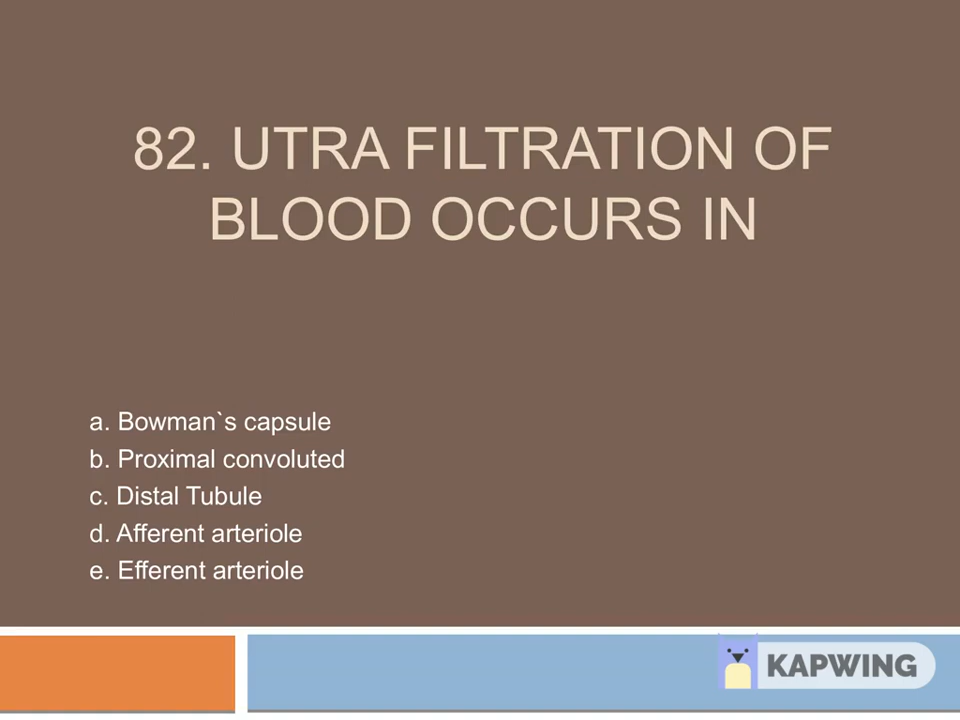 82. UTRA FILTRATION OF
BLOOD OCCURS IN
a. Bowman`s capsule
b. Proximal convoluted
c. Distal Tubule
d. Afferent arteriole
e. Efferent arteriole
KAPWING